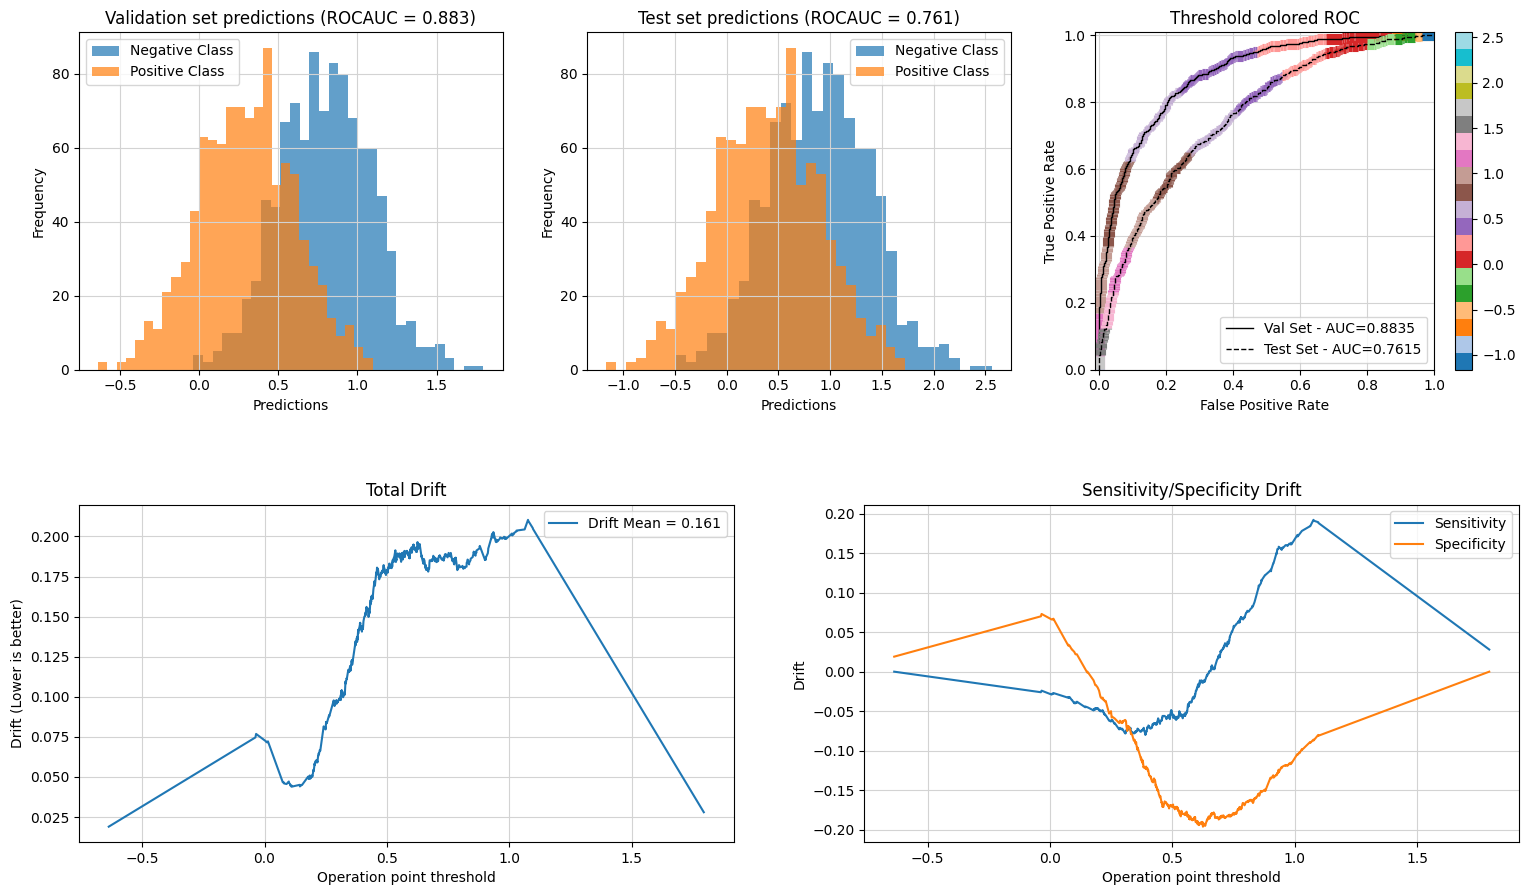 Validation set predictions (ROCAUC = 0.883)
Negative Class
Positive Class
Frequency
80
60
40
20
0
−0.5
0.0
0.5
1.0
1.5
Predictions
Test set predictions (ROCAUC = 0.761)
Negative Class
Positive Class
Frequency
80
60
40
20
0
−1.0
−0.5
0.0
0.5
1.0
1.5
2.0
2.5
Predictions
Threshold colored ROC
True Positive Rate
1.0
0.8
0.6
0.4
0.2
0.0
Val Set - AUC=0.8835
Test Set - AUC=0.7615
0.0
0.2
0.4
0.6
0.8
1.0
False Positive Rate
2.5
2.0
1.5
1.0
0.5
0.0
−0.5
−1.0
Total Drift
Drift Mean = 0.161
Drift (Lower is better)
0.200
0.175
0.150
0.125
0.100
0.075
0.050
0.025
−0.5
0.0
0.5
1.0
1.5
Operation point threshold
Sensitivity/Specificity Drift
Sensitivity
Specificity
Drift
0.20
0.15
0.10
0.05
0.00
−0.05
−0.10
−0.15
−0.20
−0.5
0.0
0.5
1.0
1.5
Operation point threshold